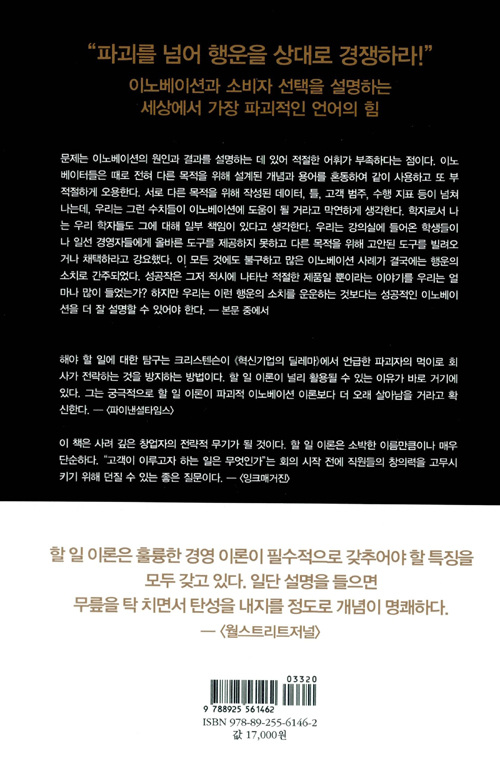 “파괴를 넘어 행운을 상대로 경쟁하라!”
이노베이션과 소비자 선택을 설명하는
세상에서 가장 파괴적인 언어의 힘
문제는 이노베이션의 원인과 결과를 설명하는 데 있어 적절한 어휘가 부족하다는 점이다. 이노
베이터들은 때로 전혀 다른 목적을 위해 설계된 개념과 용어를 혼동하여 같이 사용하고 또 부
적절하게 오용한다. 서로 다른 목적을 위해 작성된 데이터, 틀, 고객 범주, 수행 지표 등이 넘쳐
나는데, 우리는 그런 수치들이 이노베이션에 도움이 될 거라고 막연하게 생각한다. 학자로서 나
는 우리 학자들도 그에 대해 일부 책임이 있다고 생각한다. 우리는 강의실에 들어온 학생들이
나 일선 경영자들에게 올바른 도구를 제공하지 못하고 다른 목적을 위해 고안된 도구를 빌려오
거나 채택하라고 강요했다. 이 모든 것에도 불구하고 많은 이노베이션 사례가 결국에는 행운의
소치로 간주되었다. 성공작은 그저 적시에 나타난 적절한 제품일 뿐이라는 이야기를 우리는 얼
마나 많이 들었는가? 하지만 우리는 이런 행운의 소치를 운운하는 것보다는 성공적인 이노베이
션을 더 잘 설명할 수 있어야 한다. — 본문 중에서
해야 할 일에 대한 탐구는 크리스텐슨이 〈혁신기업의 딜레마〉에서 언급한 파괴자의 먹이로 회
사가 전락하는 것을 방지하는 방법이다. 할 일 이론이 널리 활용될 수 있는 이유가 바로 거기에
있다. 그는 궁극적으로 할 일 이론이 파괴적 이노베이션 이론보다 더 오래 살아남을 거라고 확
신한다. — 〈파이낸셜타임스〉
이 책은 사려 깊은 창업자의 전략적 무기가 될 것이다. 할 일 이론은 소박한 이름만큼이나 매우
단순하다. “고객이 이루고자 하는 일은 무엇인가”는 회의 시작 전에 직원들의 창의력을 고무시
키기 위해 던질 수 있는 좋은 질문이다. — 〈잉크매거진〉
할 일 이론은 훌륭한 경영 이론이 필수적으로 갖추어야 할 특징을
모두 갖고 있다. 일단 설명을 들으면
무릎을 탁 치면서 탄성을 내지를 정도로 개념이 명쾌하다.
— 〈월스트리트저널〉
03320
9 788925 561462
ISBN 978-89-255-6146-2
값 17,000원